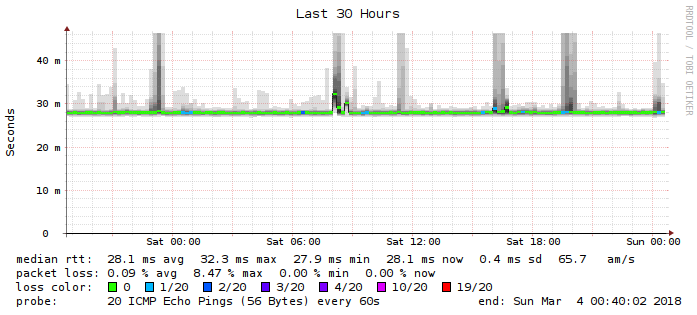 Last 30 Hours
RRDTOOL / TOBI OETIKER
Seconds
40 m
30 m
20 m
10 m
0
Sat 00:00 Sat 06:00 Sat 12:00 Sat 18:00 Sun 00:00
median rtt: 28.1 ms avg 32.3 ms max 27.9 ms min 28.1 ms now 0.4 ms sd 65.7 am/s
packet loss: 0.09 % avg 8.47 % max 0.00 % min 0.00 % now
loss color: 0 1/20 2/20 3/20 4/20 10/20 19/20
probe: 20 ICMP Echo Pings (56 Bytes) every 60s end: Sun Mar 4 00:40:02 2018